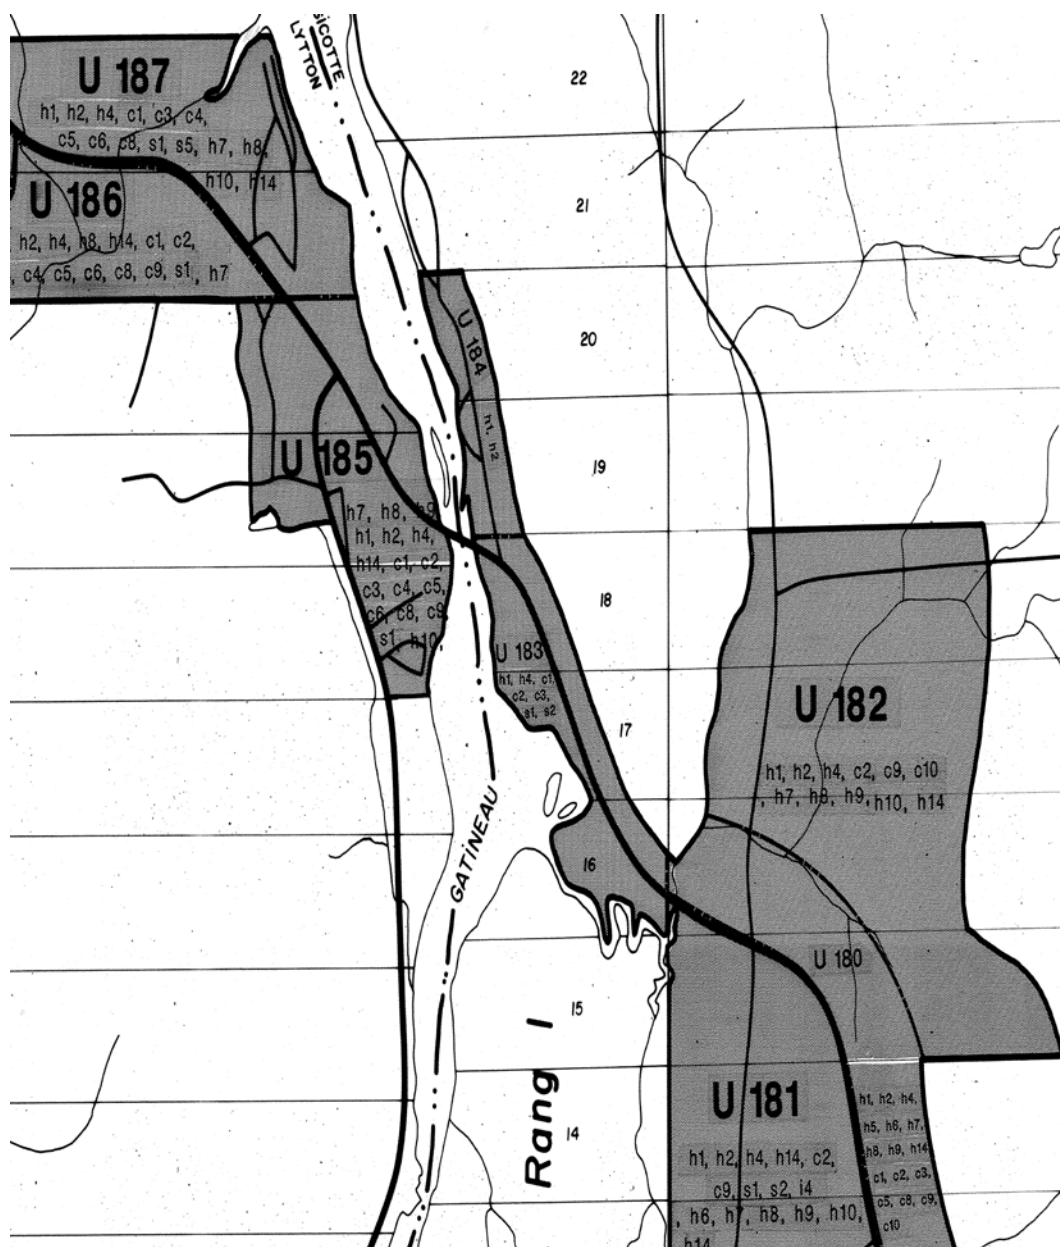 SICOTTE
LYTTON
U 187
h1, h2, h4, c1, c3, c4,
c5, c6, c8, s1, s5, h7, h8,
h10, h14
U 186
h2, h4, h8, h14, c1, c2,
, c4, c5, c6, c8, c9, s1, h7
22
21
20
19
18
17
16
15
14
U 184
h1, h2
U 185
h7, h8, h9
h1, h2, h4,
h14, c1, c2,
c3, c4, c5,
c6, c8, c9
s1, h10,
U 183
h1, h4, c1,
c2, c3,
s1, s2
U 182
h1, h2, h4, c2, c9, c10
, h7, h8, h9, h10, h14
GATINEAU
U 180
h1, h2, h4,
h5, h6, h7,
h8, h9, h14
c1, c2, c3,
c5, c8, c9,
c10
Rang I
U 181
h1, h2, h4, h14, c2,
c9, s1, s2, i4
, h6, h7, h8, h9, h10,
h14